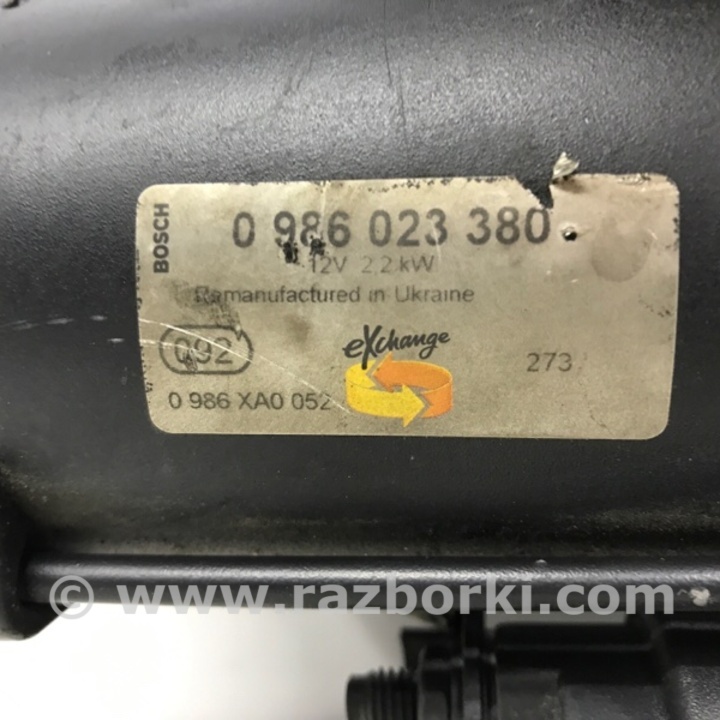 BOSCH
0 986 023 380
12V 2.2 kW
Remanufactured in Ukraine
092
eXchange
273
0 986 XA0 052
© www.razborki.com